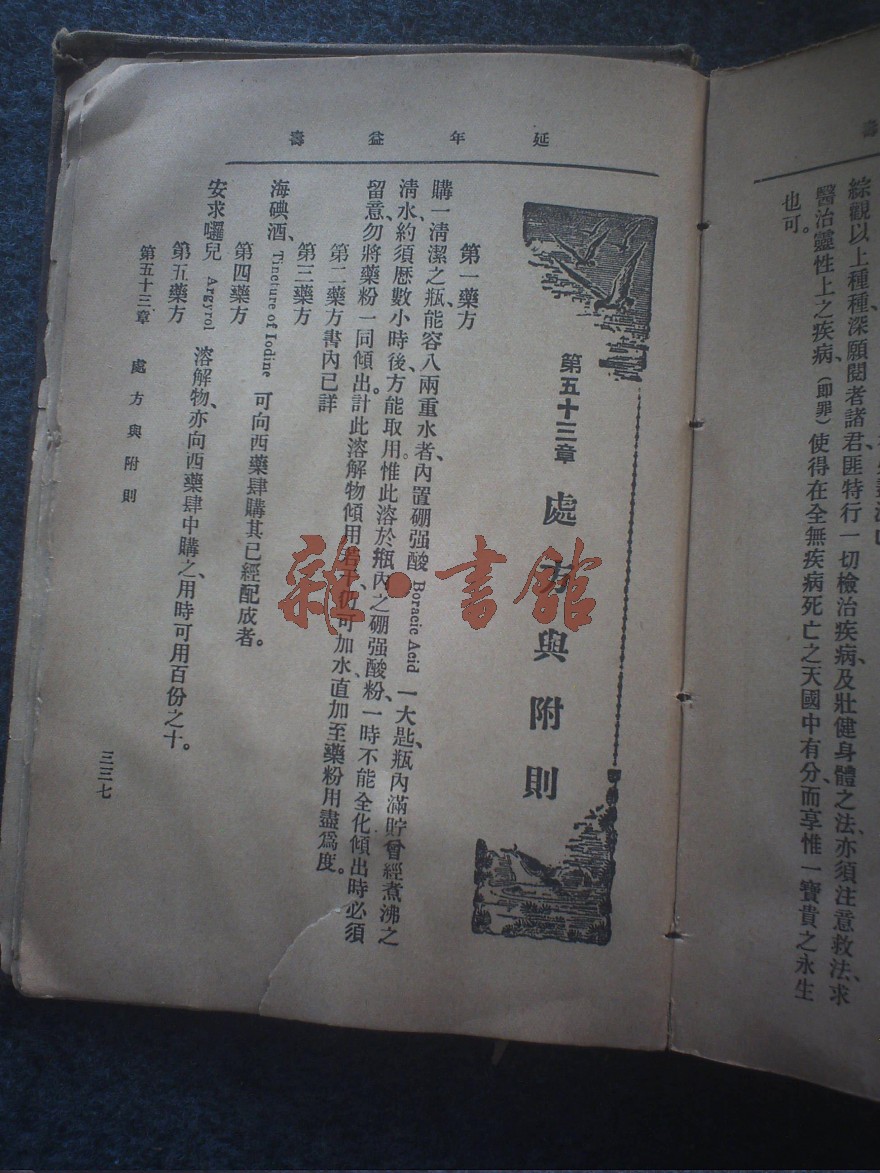 壽
綜觀以上種種深願閱者諸君匪特行一切檢治疾病、及壯健身體之法、亦須注意救法、求
醫治靈性上之疾病(即罪)使得在全無疾病死亡之天國中有分、而享惟一寶貴之永生
也可。
延年益壽
第五十三章 處方與附則
第一藥方
購一清潔之瓶、能容八兩重水者、內置硼强酸 Boracic Acid 一大匙、瓶內滿貯曾經煮沸之
清水、約須歷數小時後、方能取用。惟此溶於瓶內之硼强酸粉、一時不能全化傾出時必須
留意、勿將藥粉一同傾出。計此溶解物傾用若干、仍可加水、直加至藥粉用盡爲度。
第二藥方書內已詳
第三藥方
海碘酒、Tincture of Iodine 可向西藥肆購其已經配成者。
第四藥方
安求囉兒 Argyrol 溶解物、亦向西藥肆中購之、用時可用百份之十。
第五藥方
第五十三章 處方與附則
三三七
雜·書館